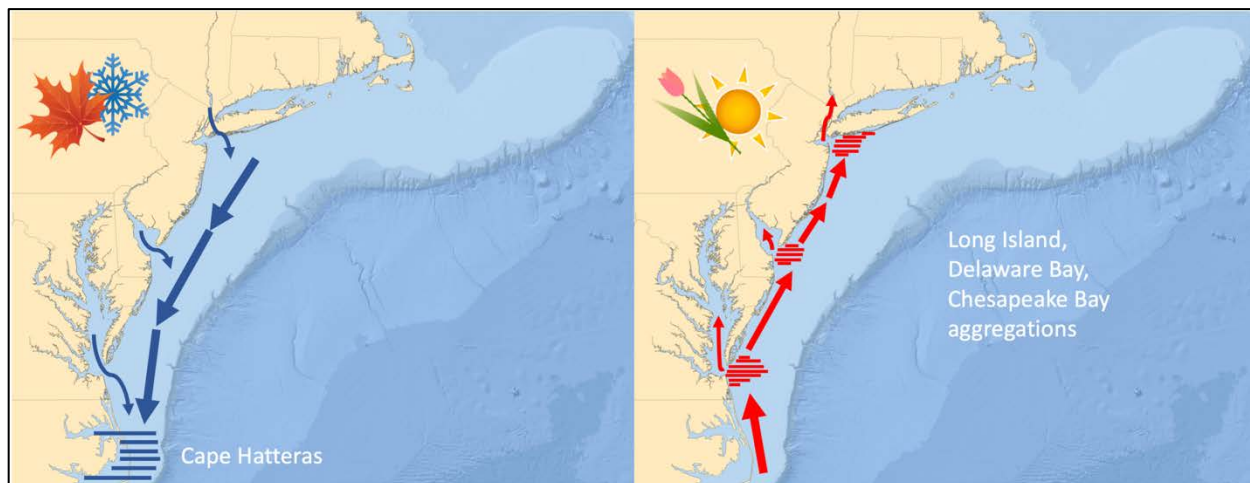 Cape Hatteras
Long Island,
Delaware Bay,
Chesapeake Bay
aggregations